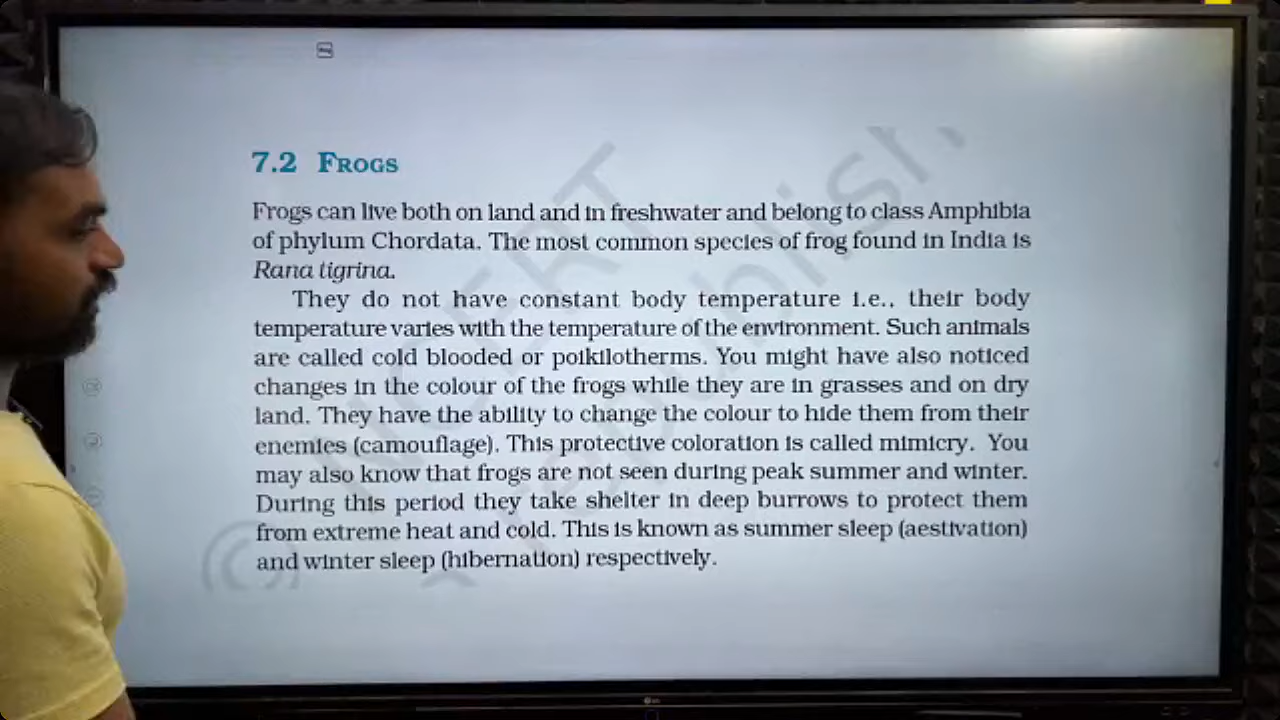 7.2 FROGS
Frogs can live both on land and in freshwater and belong to class Amphibia
of phylum Chordata. The most common species of frog found in India is
Rana tigrina.
They do not have constant body temperature i.e., their body
temperature varies with the temperature of the environment. Such animals
are called cold blooded or poikilotherms. You might have also noticed
changes in the colour of the frogs while they are in grasses and on dry
land. They have the ability to change the colour to hide them from their
enemies (camouflage). This protective coloration is called mimicry. You
may also know that frogs are not seen during peak summer and winter.
During this period they take shelter in deep burrows to protect them
from extreme heat and cold. This is known as summer sleep (aestivation)
and winter sleep (hibernation) respectively.